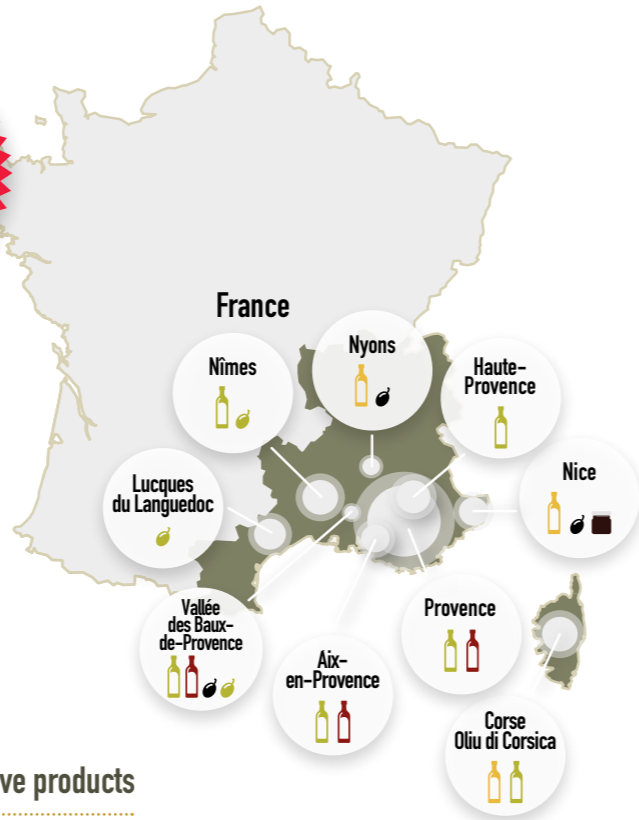 France
Nîmes
Nyons
Haute-
Provence
Lucques
du Languedoc
Nice
Vallée
des Baux-
de-Provence
Aix-
en-Provence
Provence
Corse
Oliu di Corsica
products